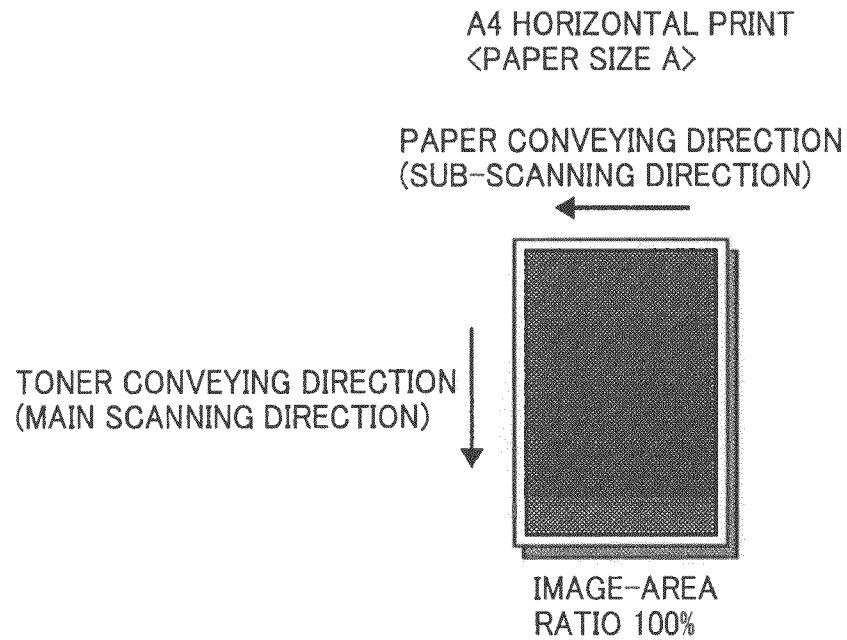 A4 HORIZONTAL PRINT
<PAPER SIZE A>
PAPER CONVEYING DIRECTION
(SUB-SCANNING DIRECTION)
TONER CONVEYING DIRECTION
(MAIN SCANNING DIRECTION)
IMAGE-AREA
RATIO 100%